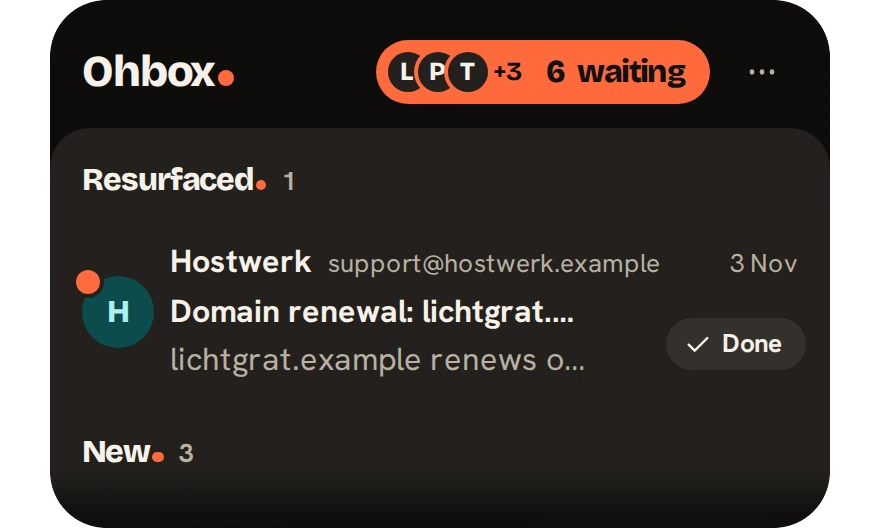 Ohbox.
L P T +3 6 waiting ...
Resurfaced. 1
Hostwerk support@hostwerk.example 3 Nov
H
Domain renewal: lichtgrat....
lichtgrat.example renews o...
Done
New. 3